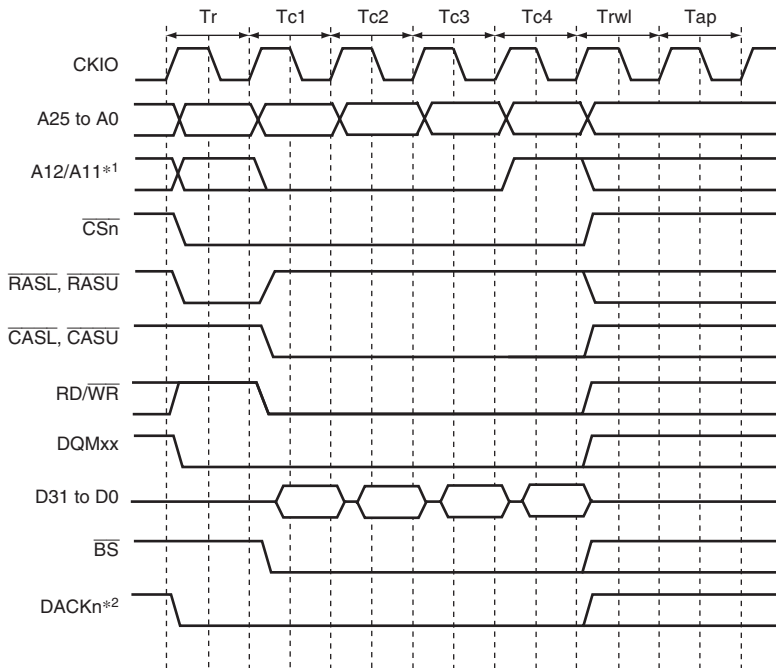 Tr Tc1 Tc2 Tc3 Tc4 Trwl Tap
CKIO
A25 to A0
A12/A11*1
CSn
RASL, RASU
CASL, CASU
RD/WR
DQMxx
D31 to D0
BS
DACKn*2